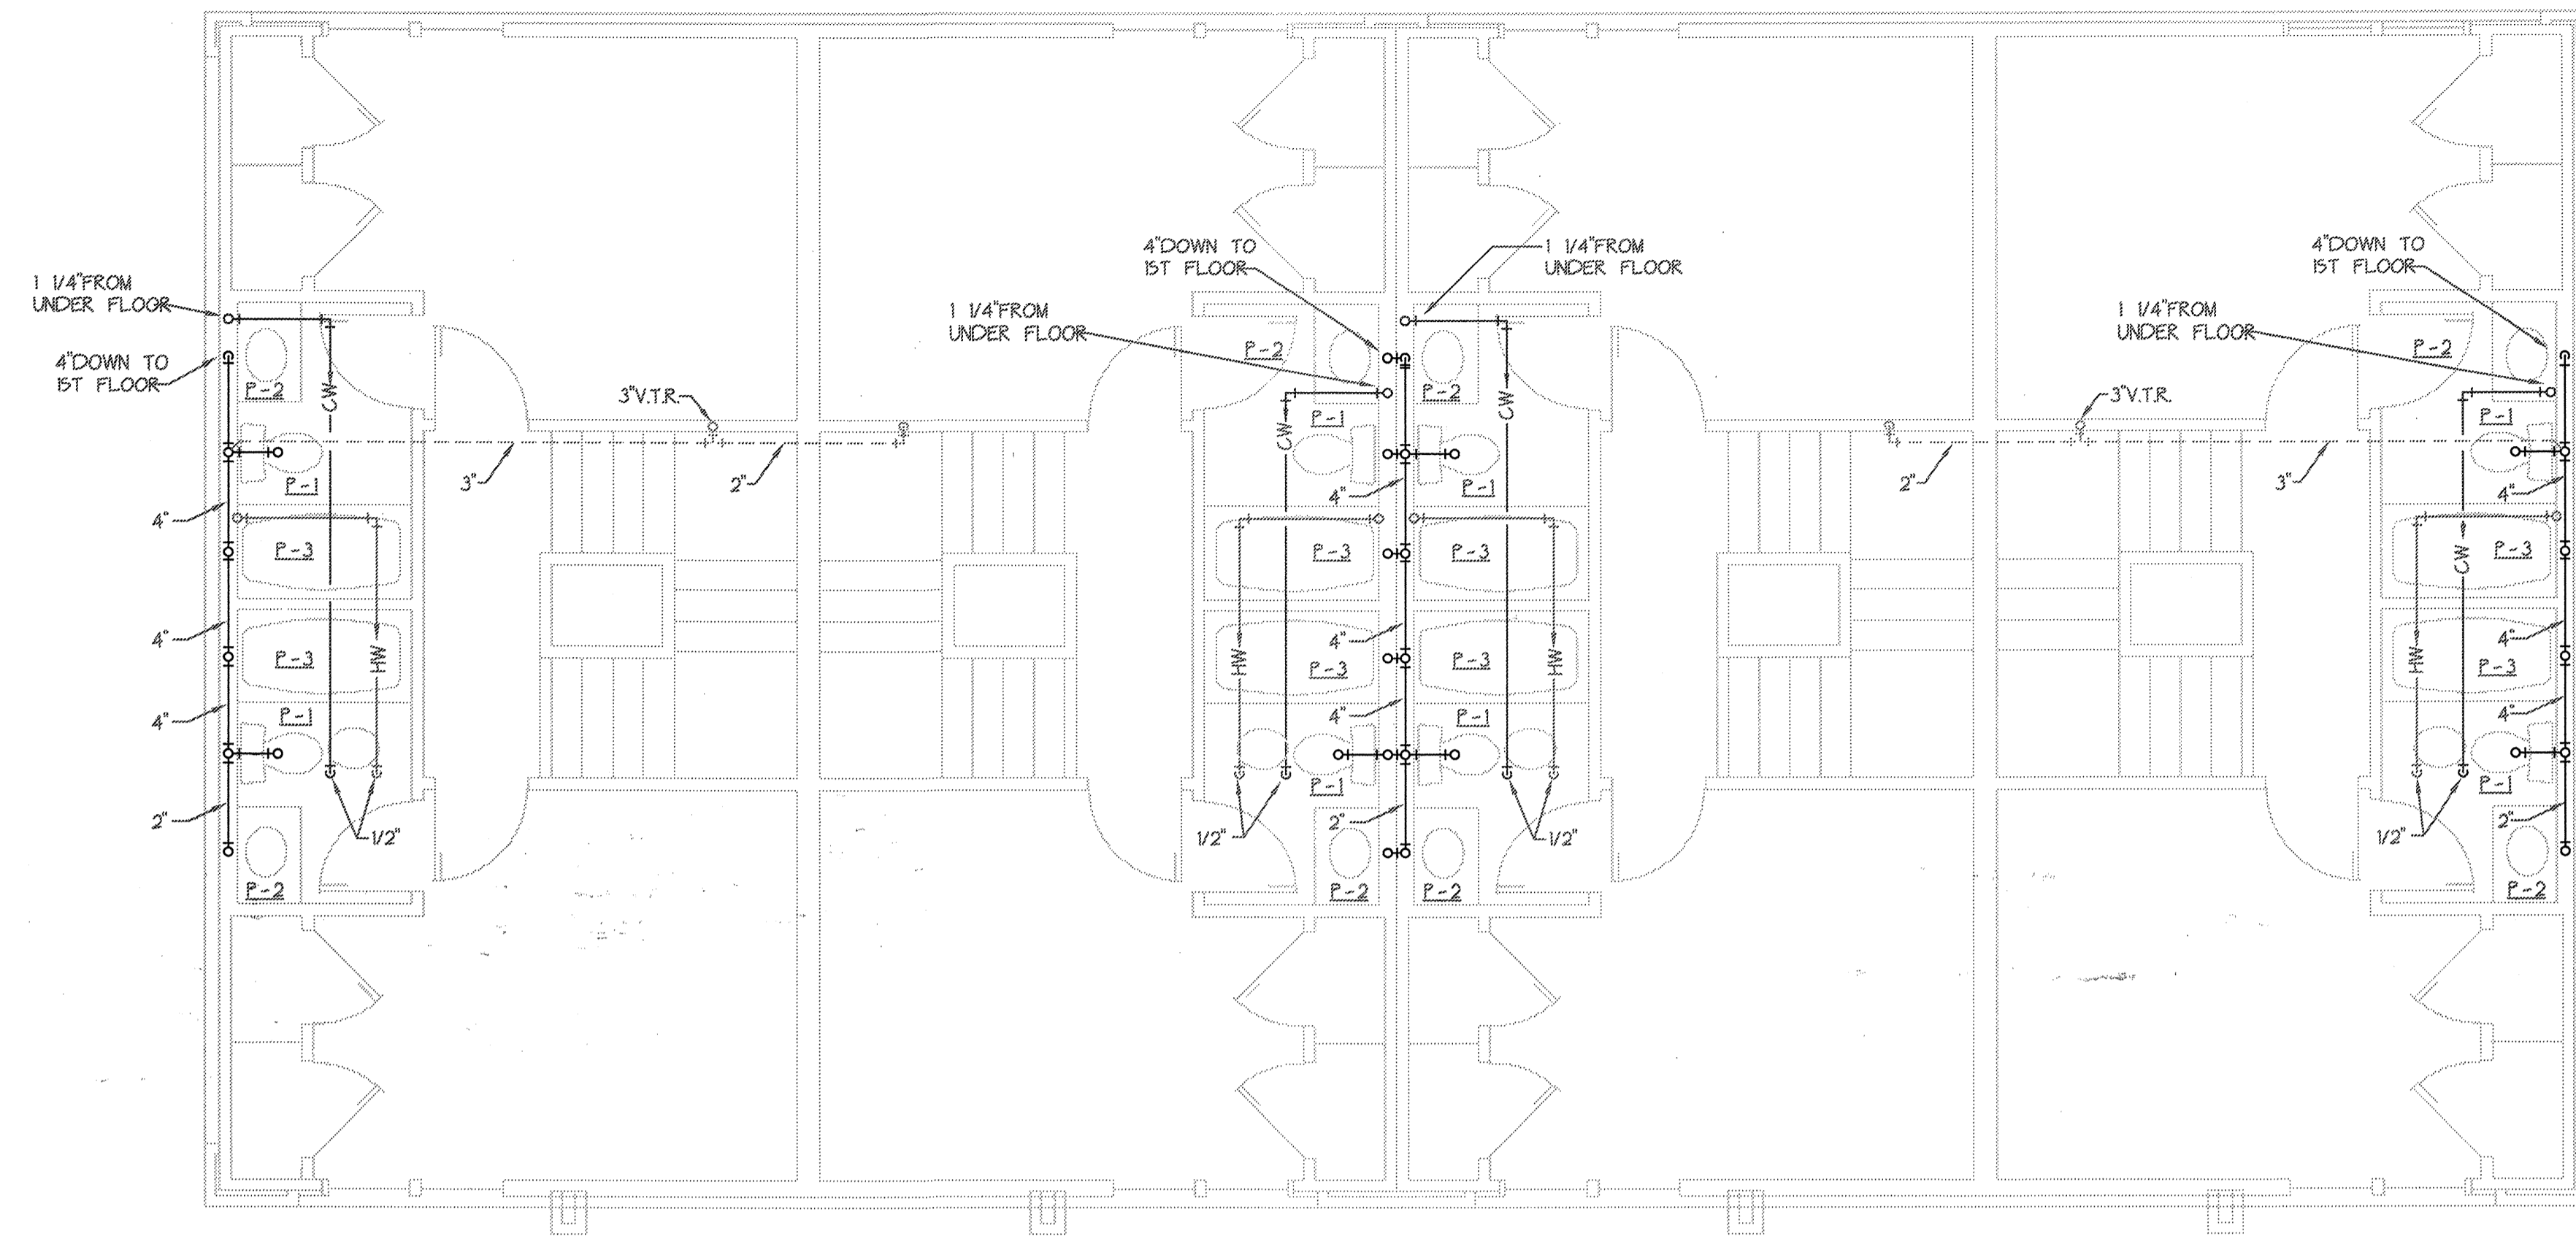 4"DOWN TO
1ST FLOOR
1 1/4"FROM
UNDER FLOOR
4"DOWN TO
1ST FLOOR
1 1/4"FROM
UNDER FLOOR
1 1/4"FROM
UNDER FLOOR
1 1/4"FROM
UNDER FLOOR
4"DOWN TO
1ST FLOOR
P-2
P-2
P-2
P-2
P-2
CW
3"V.T.R.
CW
P-1
CW
3"V.T.R.
P-1
3"
2"
P-1
4"
P-1
2"
3"
4"
4"
P-3
P-3
P-3
CW
P-3
4"
P-3
HW
HW
4"
P-3
P-3
HW
HW
4"
P-3
4"
P-1
4"
P-1
4"
P-1
P-1
2"
1/2"
1/2"
2"
1/2"
1/2"
2"
P-2
P-2
P-2
P-2